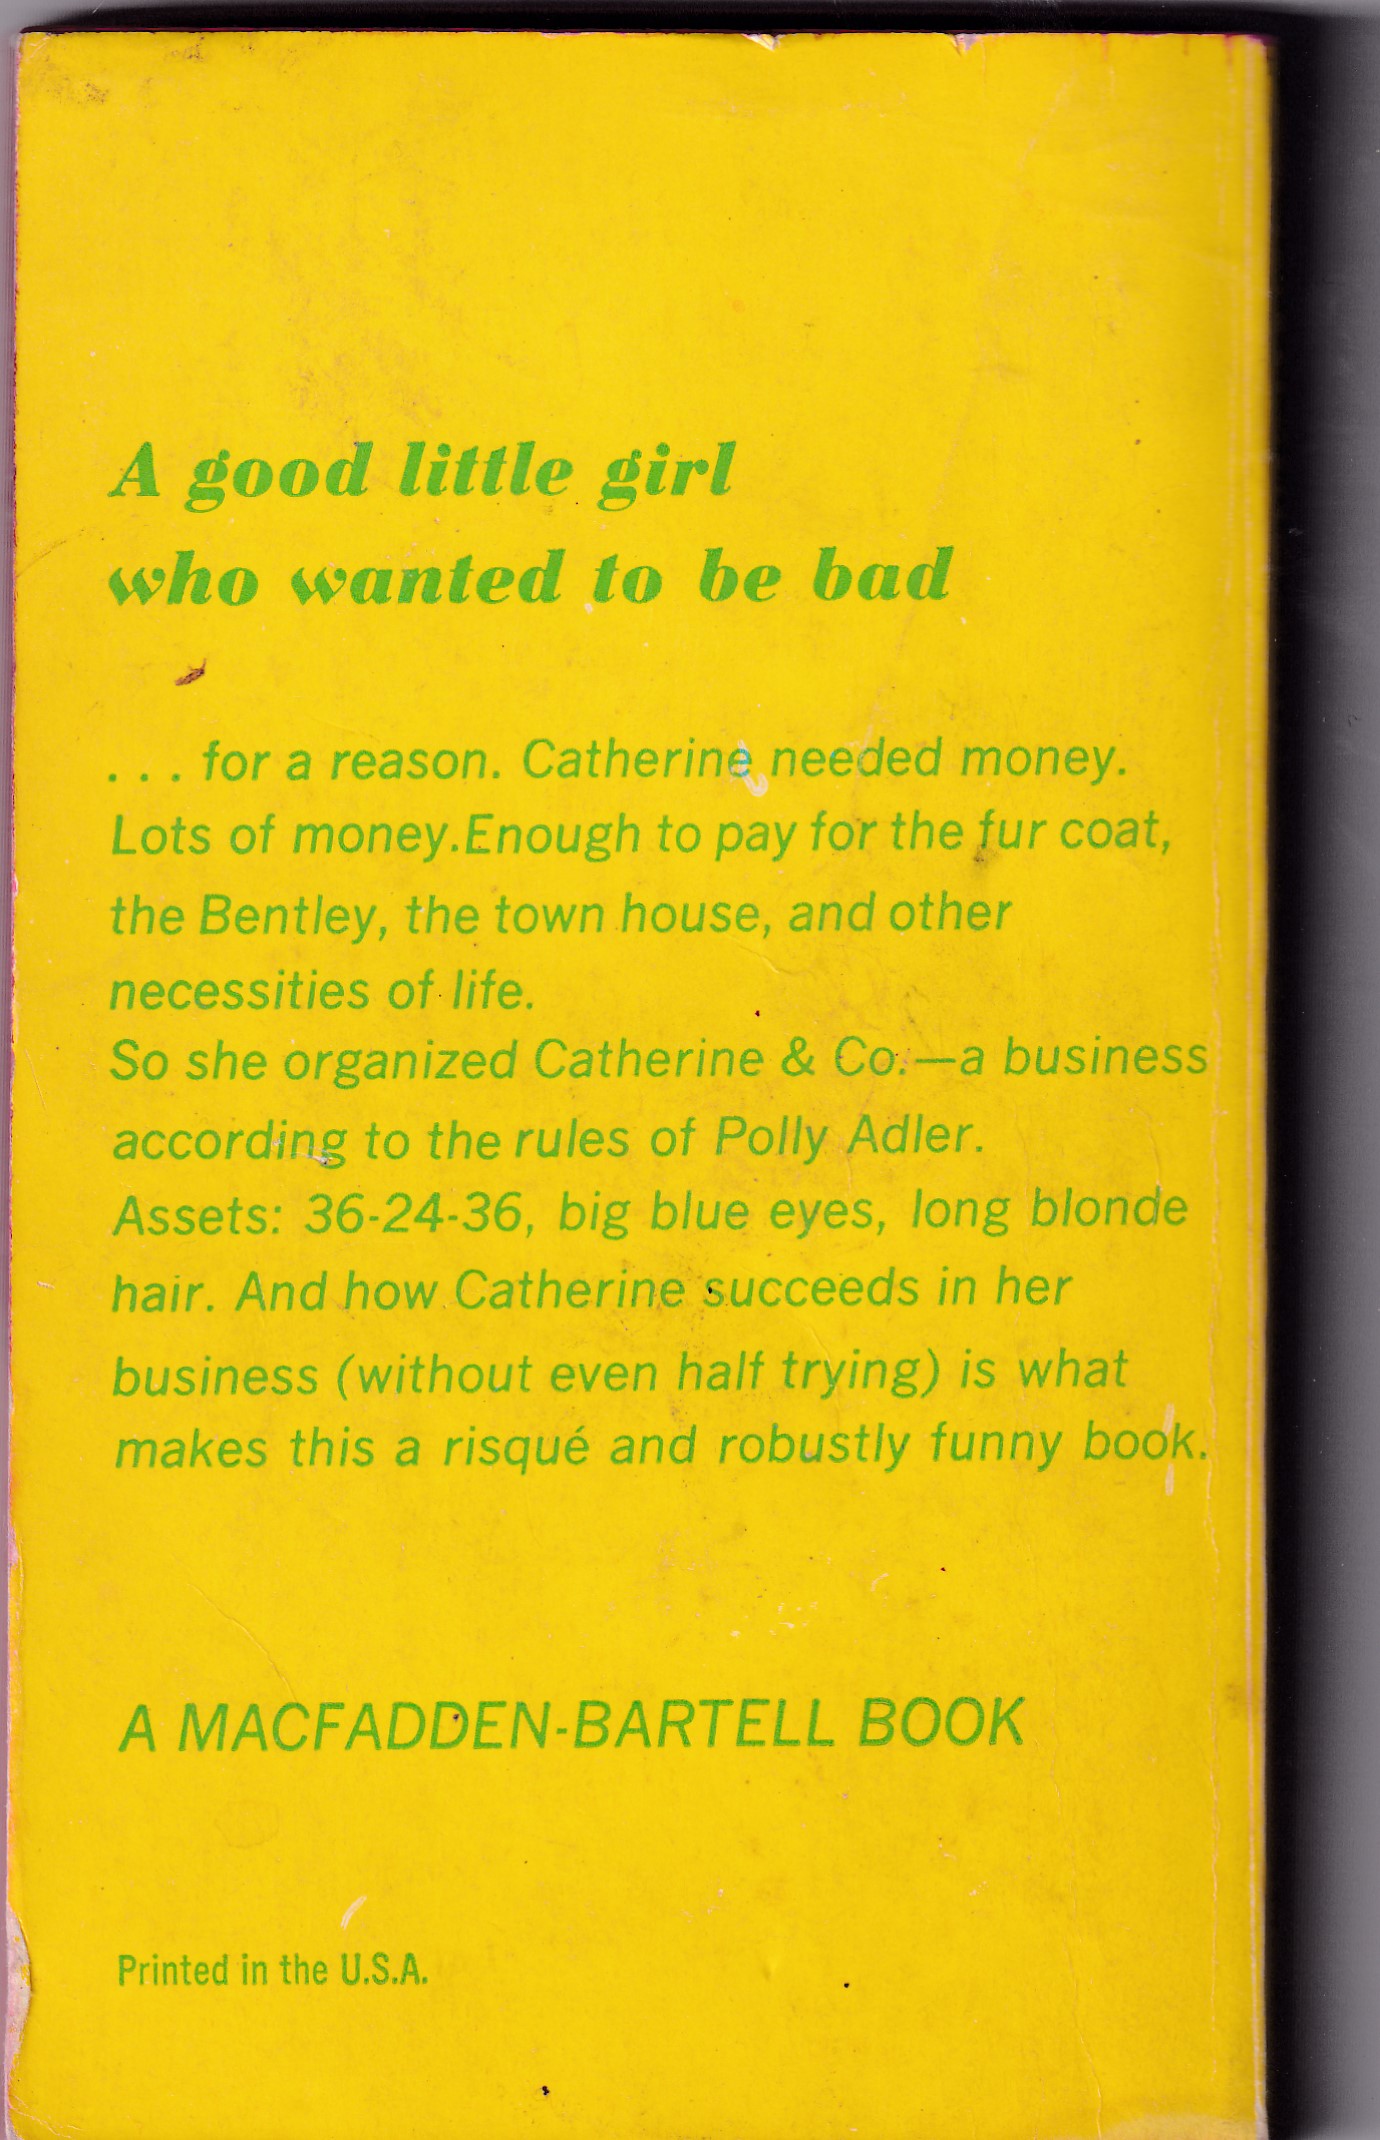 A good little girl
who wanted to be bad
. . . for a reason. Catherine needed money.
Lots of money.Enough to pay for the fur coat,
the Bentley, the town house, and other
necessities of life.
So she organized Catherine & Co.—a business
according to the rules of Polly Adler.
Assets: 36-24-36, big blue eyes, long blonde
hair. And how Catherine succeeds in her
business (without even half trying) is what
makes this a risqué and robustly funny book.
A MACFADDEN-BARTELL BOOK
Printed in the U.S.A.